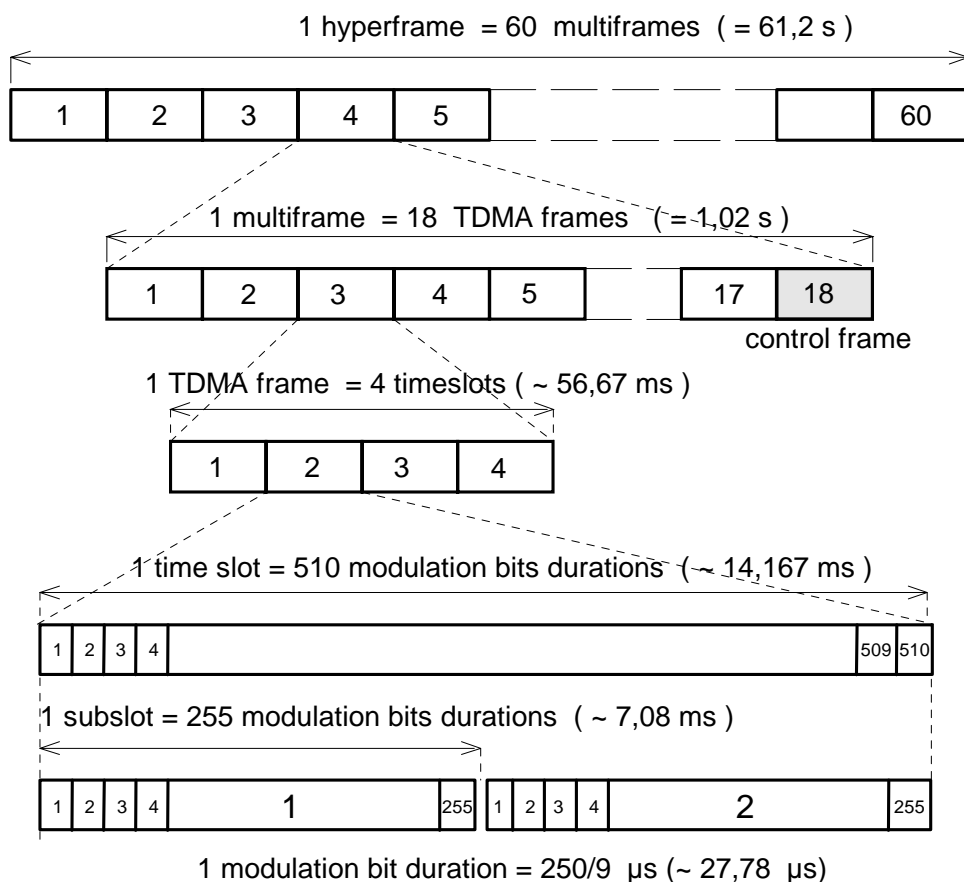 1 hyperframe = 60 multiframes ( = 61,2 s )
1 2 3 4 5 60
1 multiframe = 18 TDMA frames ( = 1,02 s )
1 2 3 4 5 17 18
control frame
1 TDMA frame = 4 timeslots ( ~ 56,67 ms )
1 2 3 4
1 time slot = 510 modulation bits durations ( ~ 14,167 ms )
1 2 3 4 509 510
1 subslot = 255 modulation bits durations ( ~ 7,08 ms )
1 2 3 4 1 255 1 2 3 4 2 255
1 modulation bit duration = 250/9 µs (~ 27,78 µs)